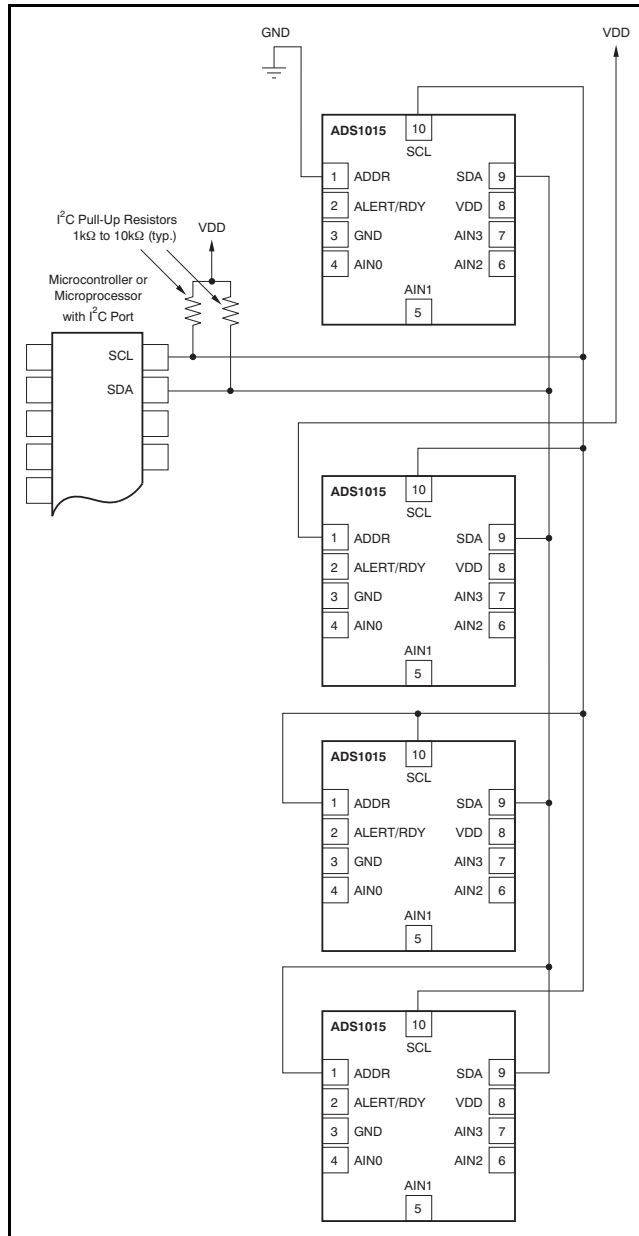 GND
VDD
ADS1015
10
SCL
1 ADDR SDA 9
2 ALERT/RDY VDD 8
3 GND AIN3 7
4 AIN0 AIN2 6
AIN1
5
I²C Pull-Up Resistors
1kΩ to 10kΩ (typ.)
VDD
Microcontroller or
Microprocessor
with I²C Port
SCL
SDA
ADS1015
10
SCL
1 ADDR SDA 9
2 ALERT/RDY VDD 8
3 GND AIN3 7
4 AIN0 AIN2 6
AIN1
5
ADS1015
10
SCL
1 ADDR SDA 9
2 ALERT/RDY VDD 8
3 GND AIN3 7
4 AIN0 AIN2 6
AIN1
5
ADS1015
10
SCL
1 ADDR SDA 9
2 ALERT/RDY VDD 8
3 GND AIN3 7
4 AIN0 AIN2 6
AIN1
5